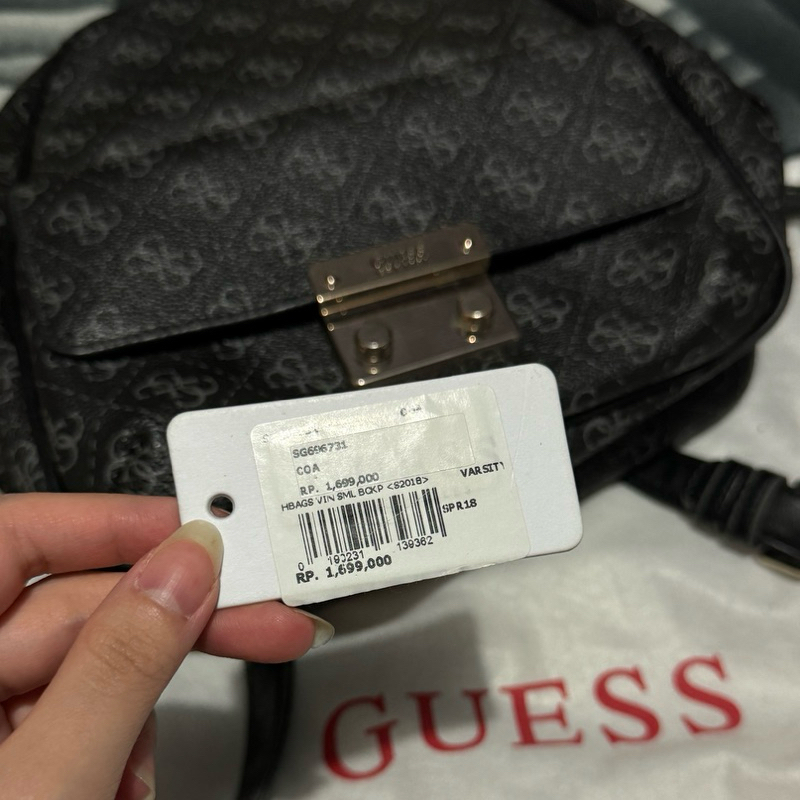 SG696731
COA
RP. 1,699,000
VARSITY
HBAGS VIN SML BCKP <S2018>
SPR18
0 190231 139362
RP. 1,699,000
GUESS